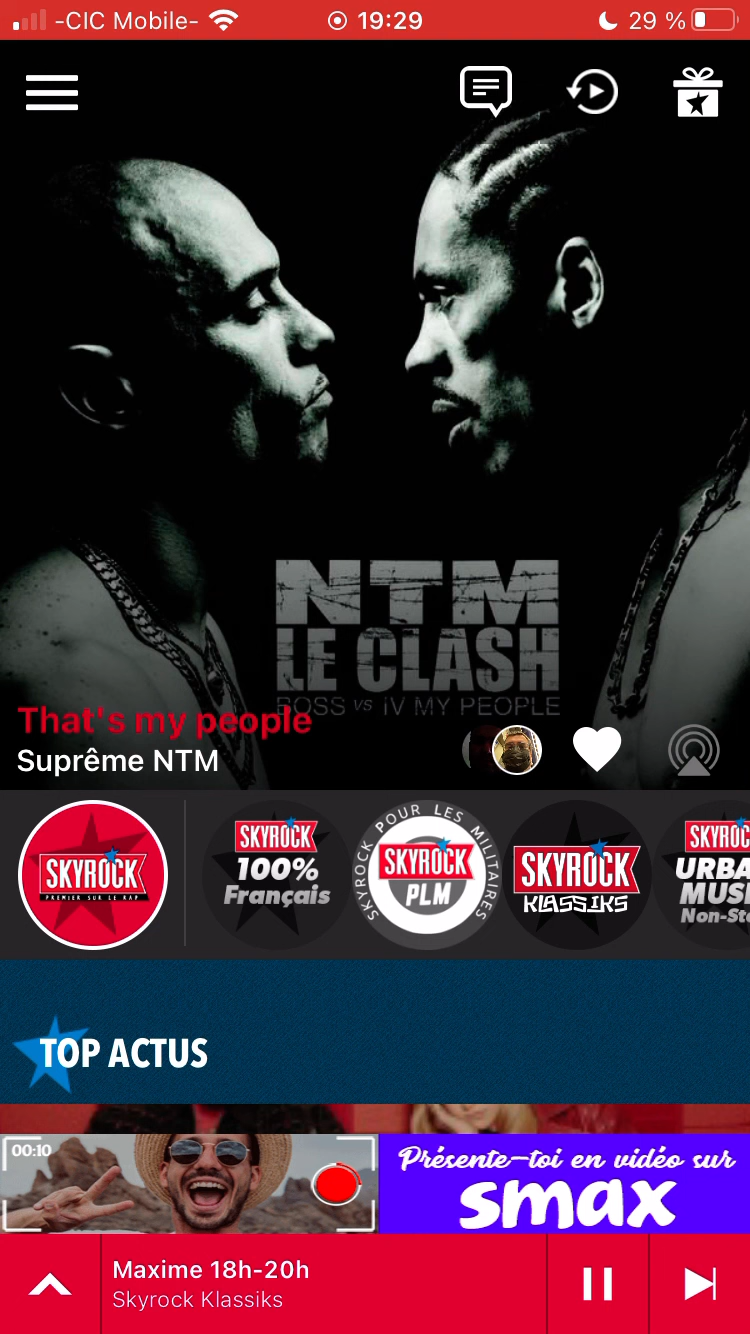 -CIC Mobile-
19:29
29 %
NTM
LE CLASH
BOSS vs IV MY PEOPLE
That's my people
Suprême NTM
SKYROCK
PREMIER SUR LE RAP
SKYROCK
100%
Français
SKYROCK POUR LES MILITAIRES
SKYROCK
PLM
SKYROCK
KLASSIKS
SKYROC
URBA
MUSI
Non-Sto
TOP ACTUS
00:10
Présente-toi en vidéo sur
smax
Maxime 18h-20h
Skyrock Klassiks